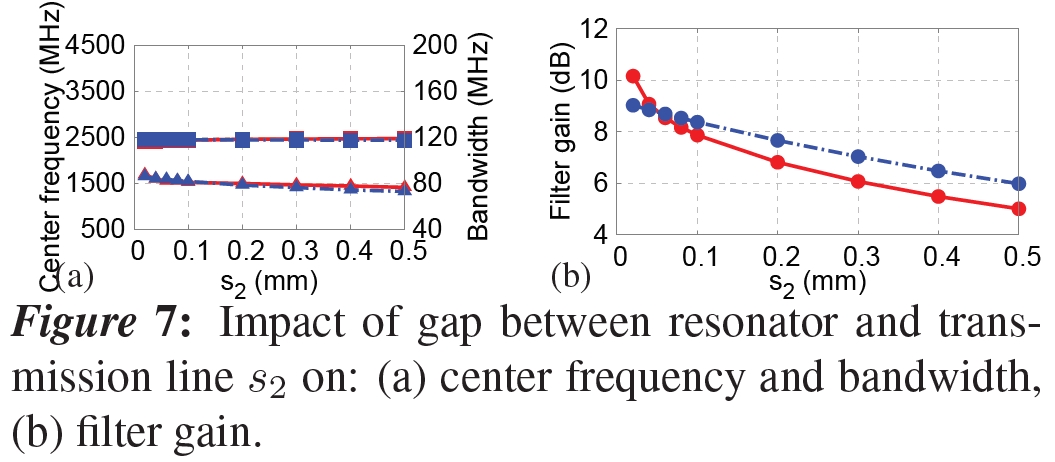 Center frequency (MHz)
4500
3500
2500
1500
500
0 0.1 0.2 0.3 0.4 0.5
s2 (mm)
200
160
120
80
40
Bandwidth (MHz)
(a)
Filter gain (dB)
12
10
8
6
4
0 0.1 0.2 0.3 0.4 0.5
s2 (mm)
(b)
Figure 7: Impact of gap between resonator and trans-
mission line s2 on: (a) center frequency and bandwidth,
(b) filter gain.